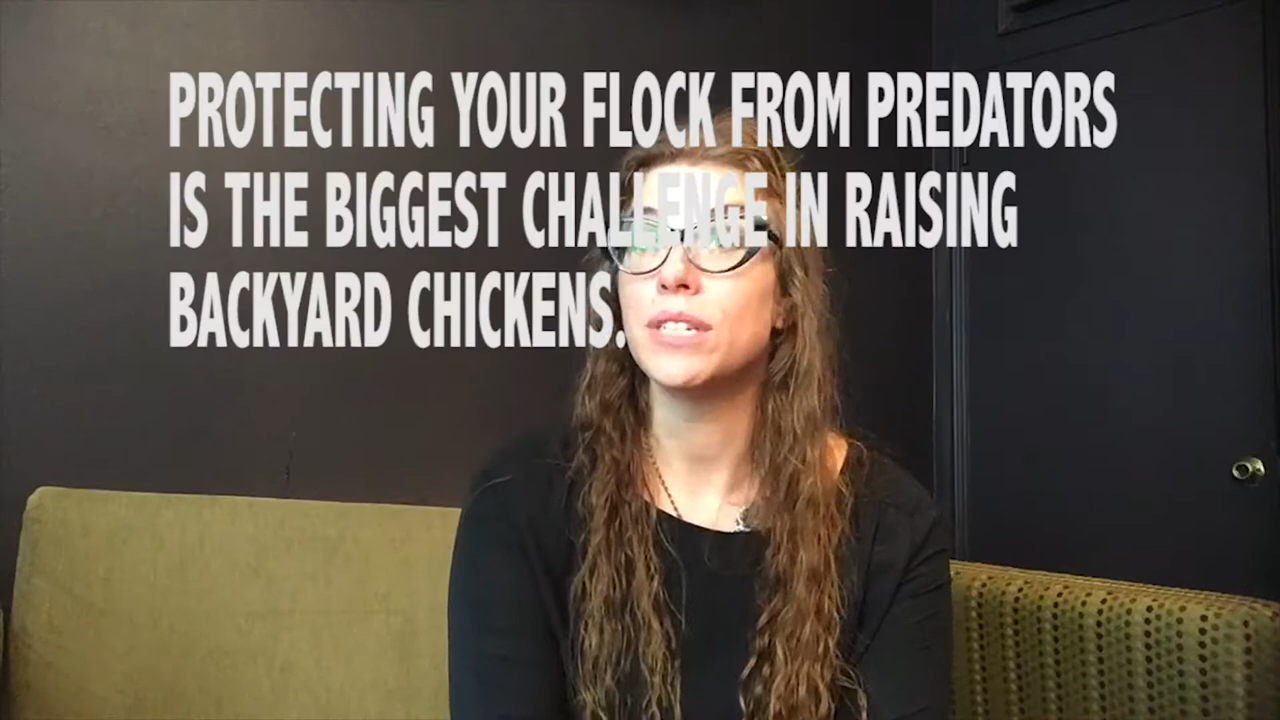 PROTECTING YOUR FLOCK FROM PREDATORS
IS THE BIGGEST CHALLENGE IN RAISING
BACKYARD CHICKENS.